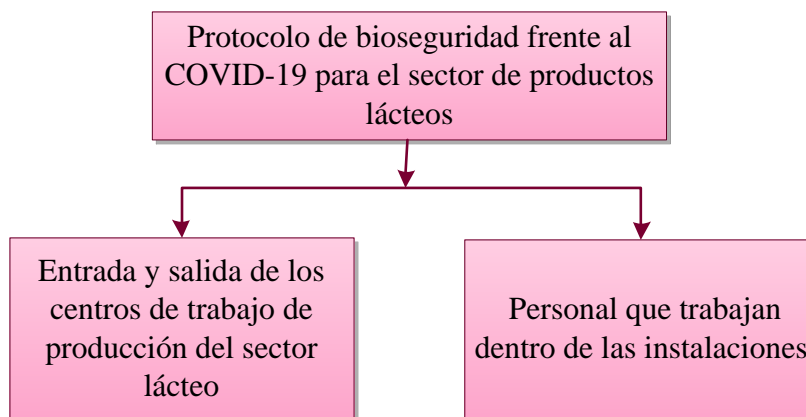 Protocolo de bioseguridad frente al
COVID-19 para el sector de productos
lácteos
Entrada y salida de los
centros de trabajo de
producción del sector
lácteo
Personal que trabajan
dentro de las instalaciones